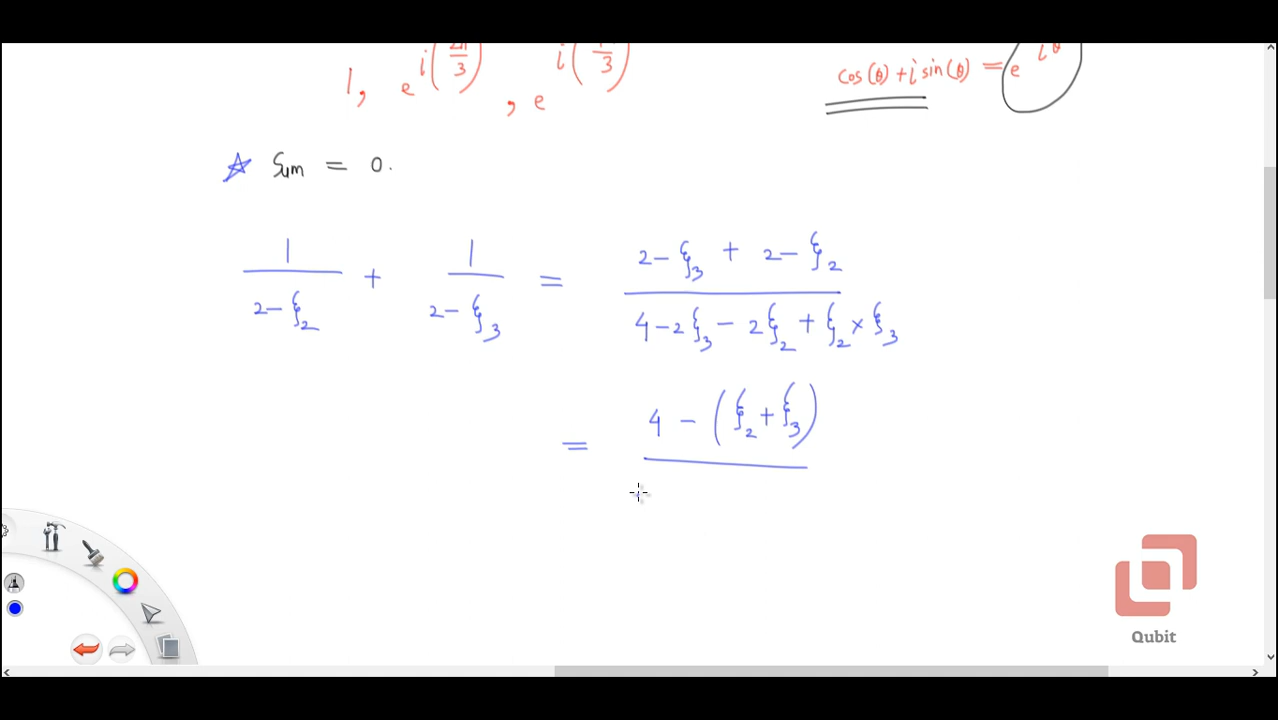 1, e^{i(2π/3)}, e^{i(/3)}
cos(θ) + i sin(θ) = e^{iθ}
☆ Sum = 0.
1/(2-ξ₂) + 1/(2-ξ₃) = (2-ξ₃ + 2-ξ₂)/(4-2ξ₃ - 2ξ₂ + ξ₂×ξ₃)
= 4 - (ξ₂+ξ₃)
Qubit